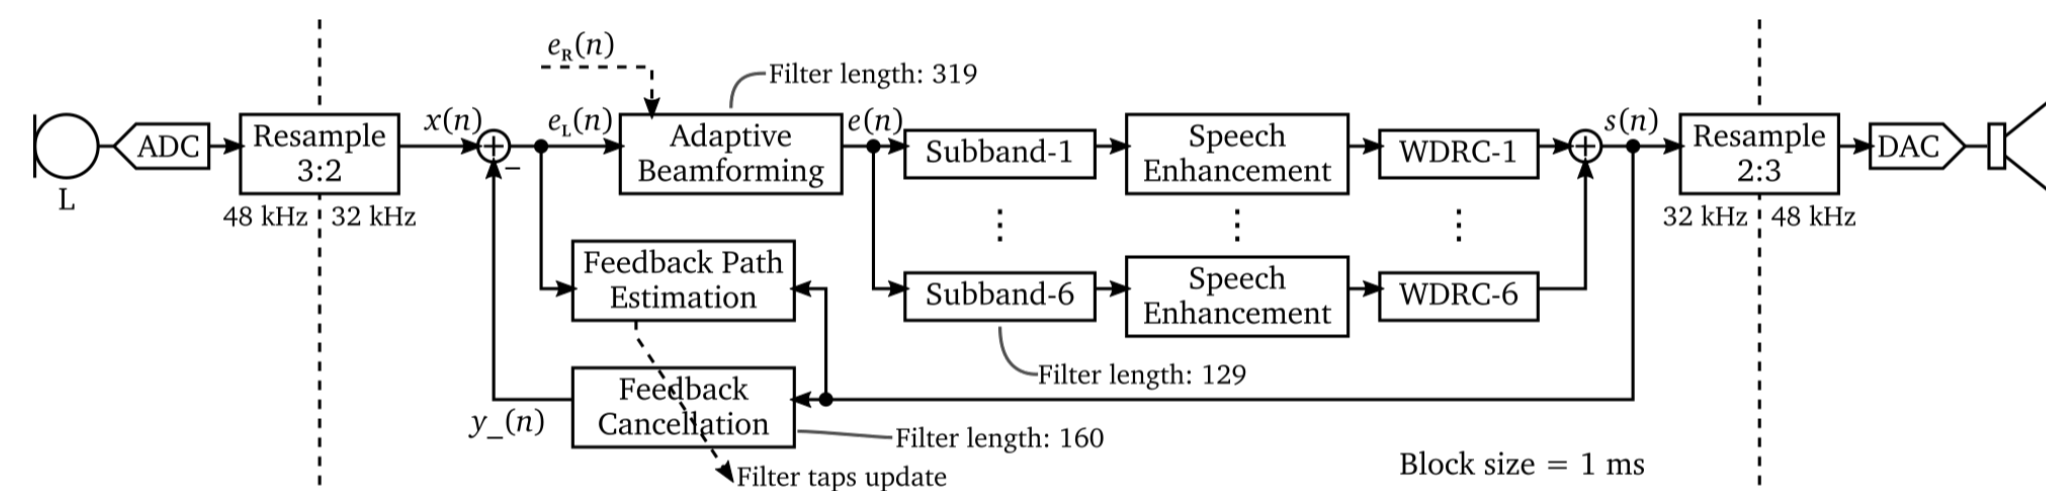 e_R(n)
Filter length: 319
x(n)
e_L(n)
e(n)
s(n)
ADC
Resample
3:2
+
−
Adaptive
Beamforming
Subband-1
Speech
Enhancement
WDRC-1
+
Resample
2:3
DAC
L
48 kHz
32 kHz
32 kHz
48 kHz
⋮
⋮
⋮
Feedback Path
Estimation
Subband-6
Speech
Enhancement
WDRC-6
Filter length: 129
Feedback
Cancellation
y_(n)
Filter length: 160
Filter taps update
Block size = 1 ms